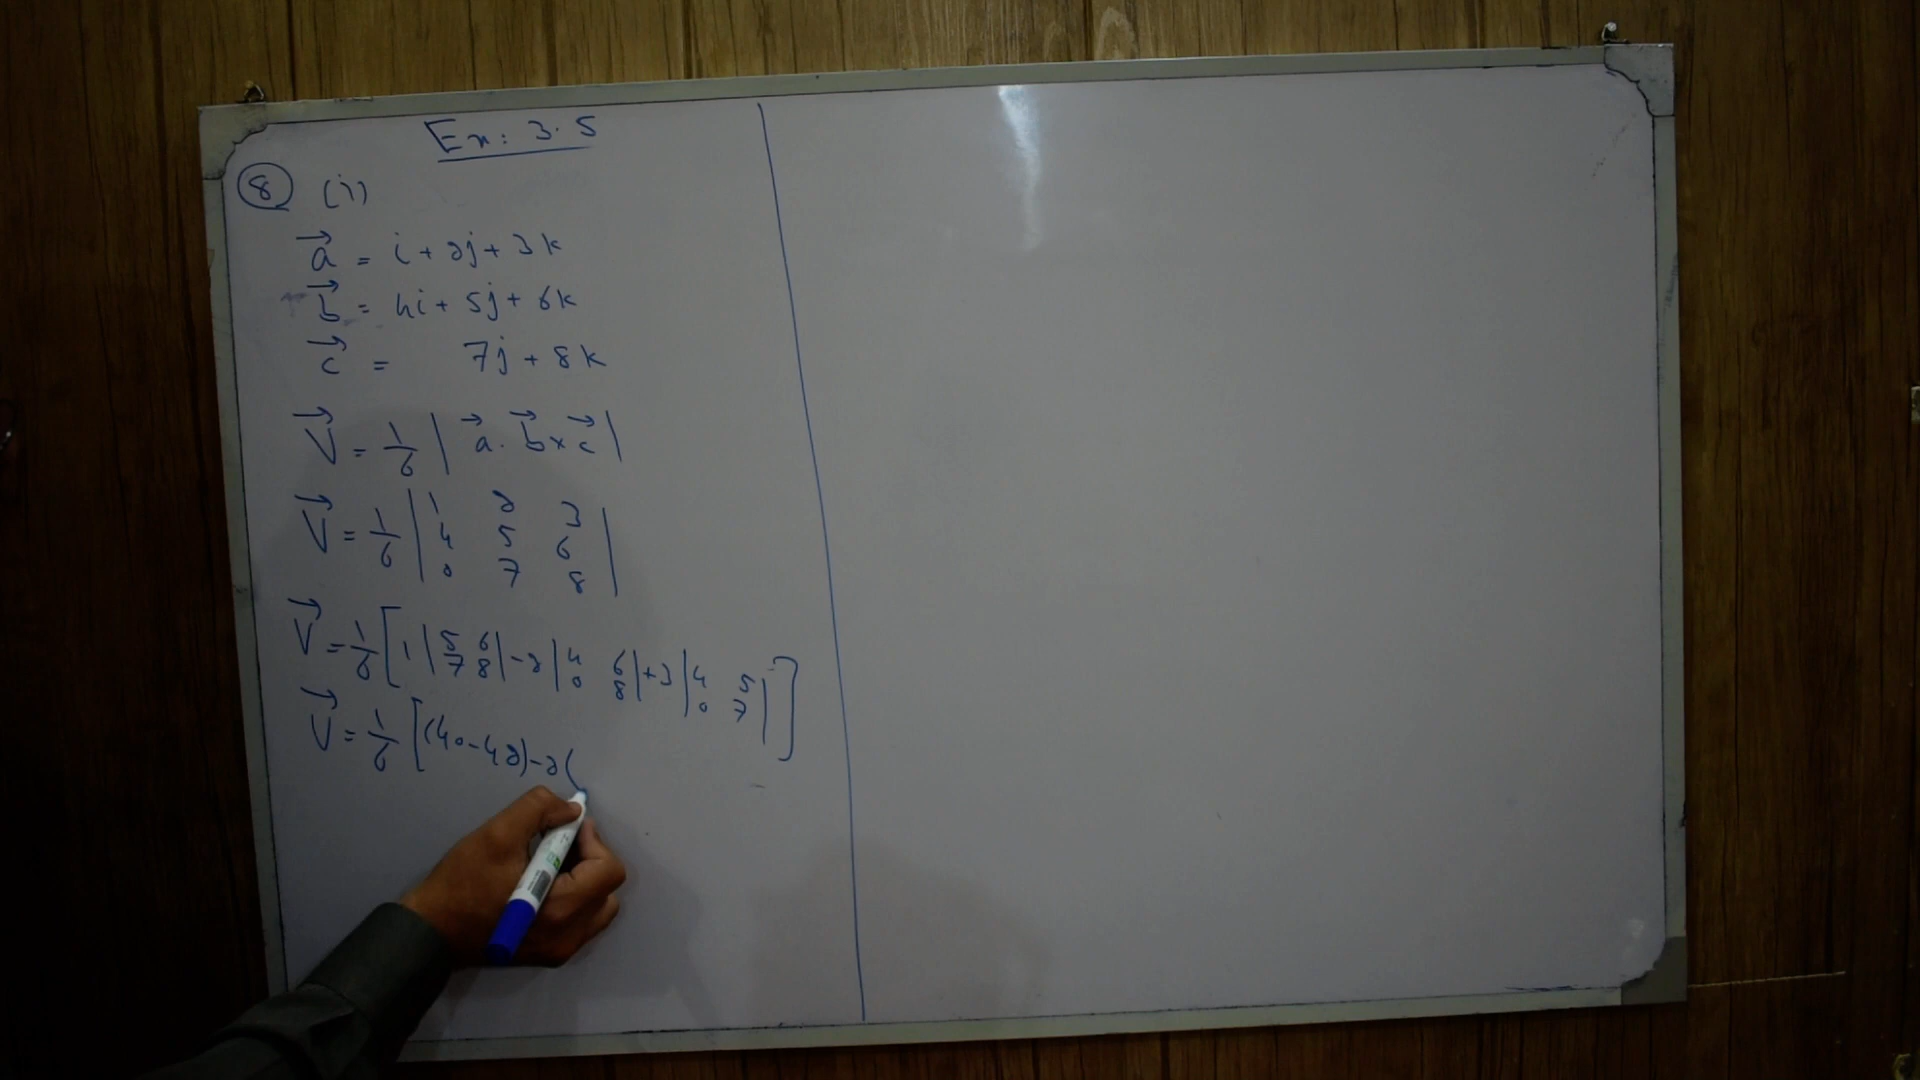 Ex: 3.5
8 (i)
→a = i + 2j + 3k
→b = 4i + 5j + 6k
→c = 7j + 8k
→V = 1/6 | →a . →b × →c |
→V = 1/6 | 1 2 3
4 5 6
0 7 8 |
→V = 1/6 [ 1 | 5 6 / 7 8 | - 2 | 4 6 / 0 8 | + 3 | 4 5 / 0 7 | ]
→V = 1/6 [ (40 - 42) - 2(